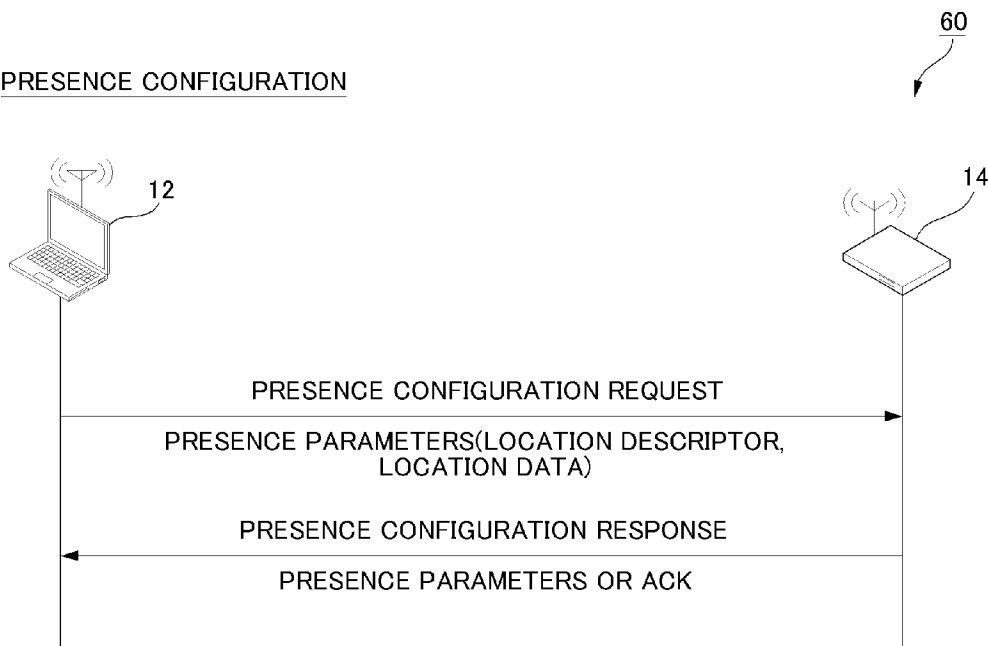 60
PRESENCE CONFIGURATION
12
14
PRESENCE CONFIGURATION REQUEST
PRESENCE PARAMETERS(LOCATION DESCRIPTOR,
LOCATION DATA)
PRESENCE CONFIGURATION RESPONSE
PRESENCE PARAMETERS OR ACK